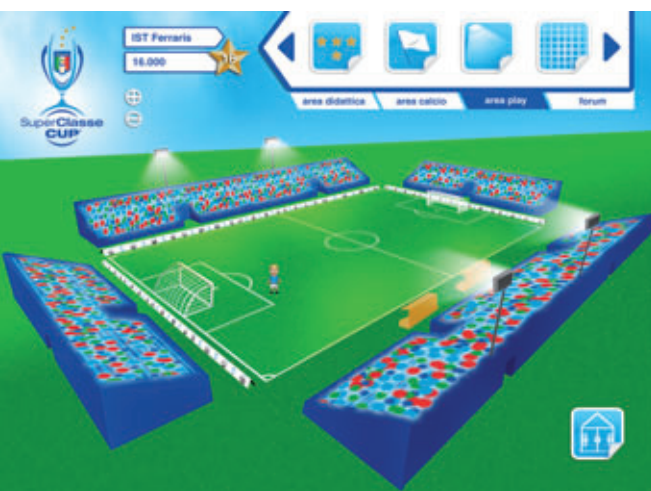 IST Ferraris
16.000
SuperClasse
CUP
area didattica
area calcio
area play
forum